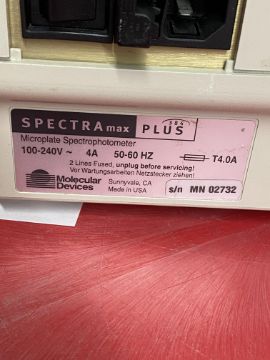 SPECTRAmax PLUS 384
Microplate Spectrophotometer
100-240V ~ 4A 50-60 HZ T4.0A
2 Lines Fused, unplug before servicing!
Vor Wartungsarbeiten Netzstecker ziehen!
Molecular Devices
Sunnyvale, CA
Made in USA
s/n MN 02732